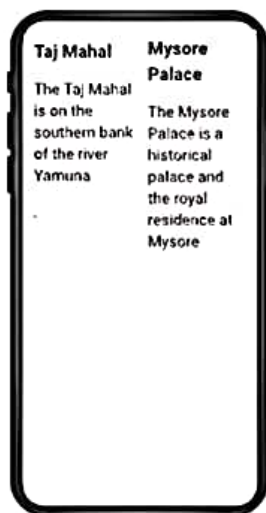 Taj Mahal
The Taj Mahal
is on the
southern bank
of the river
Yamuna
Mysore
Palace
The Mysore
Palace is a
historical
palace and
the royal
residence at
Mysore